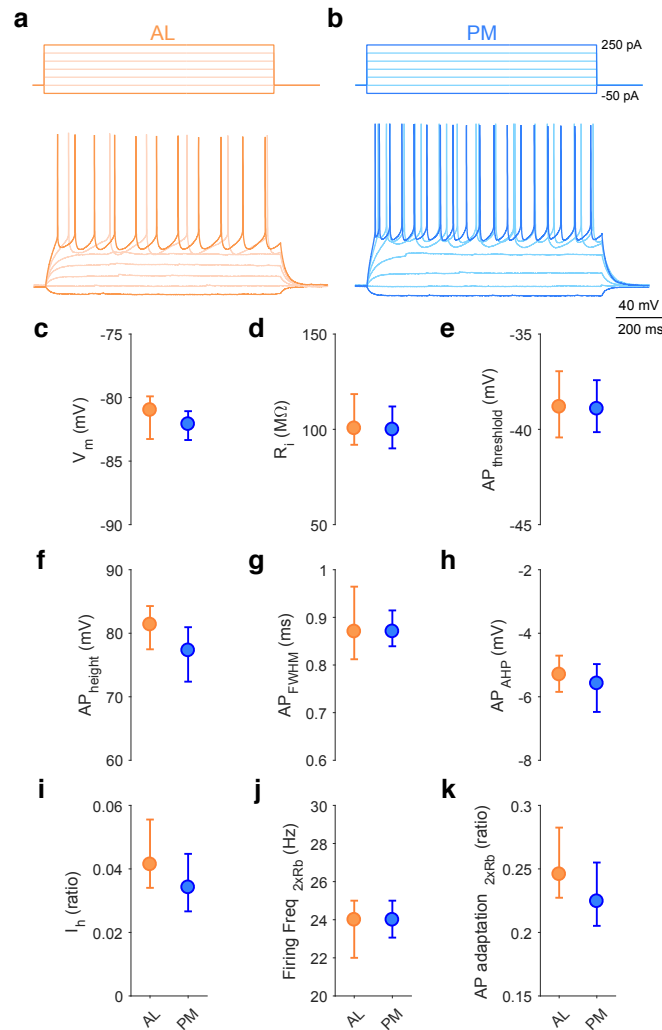 a
AL
b
PM
250 pA
-50 pA
40 mV
200 ms
c
-75
-80
-85
-90
V_m (mV)
d
150
100
50
R_i (MΩ)
e
-35
-40
-45
AP_threshlold (mV)
f
90
80
70
60
AP_height (mV)
g
1
0.9
0.8
0.7
0.6
AP_FWHM (ms)
h
-2
-4
-6
-8
AP_AHP (mV)
i
0.06
0.04
0.02
0
I_h (ratio)
AL
PM
j
30
28
26
24
22
20
Firing Freq 2xRb (Hz)
AL
PM
k
0.3
0.25
0.2
0.15
AP adaptation 2xRb (ratio)
AL
PM